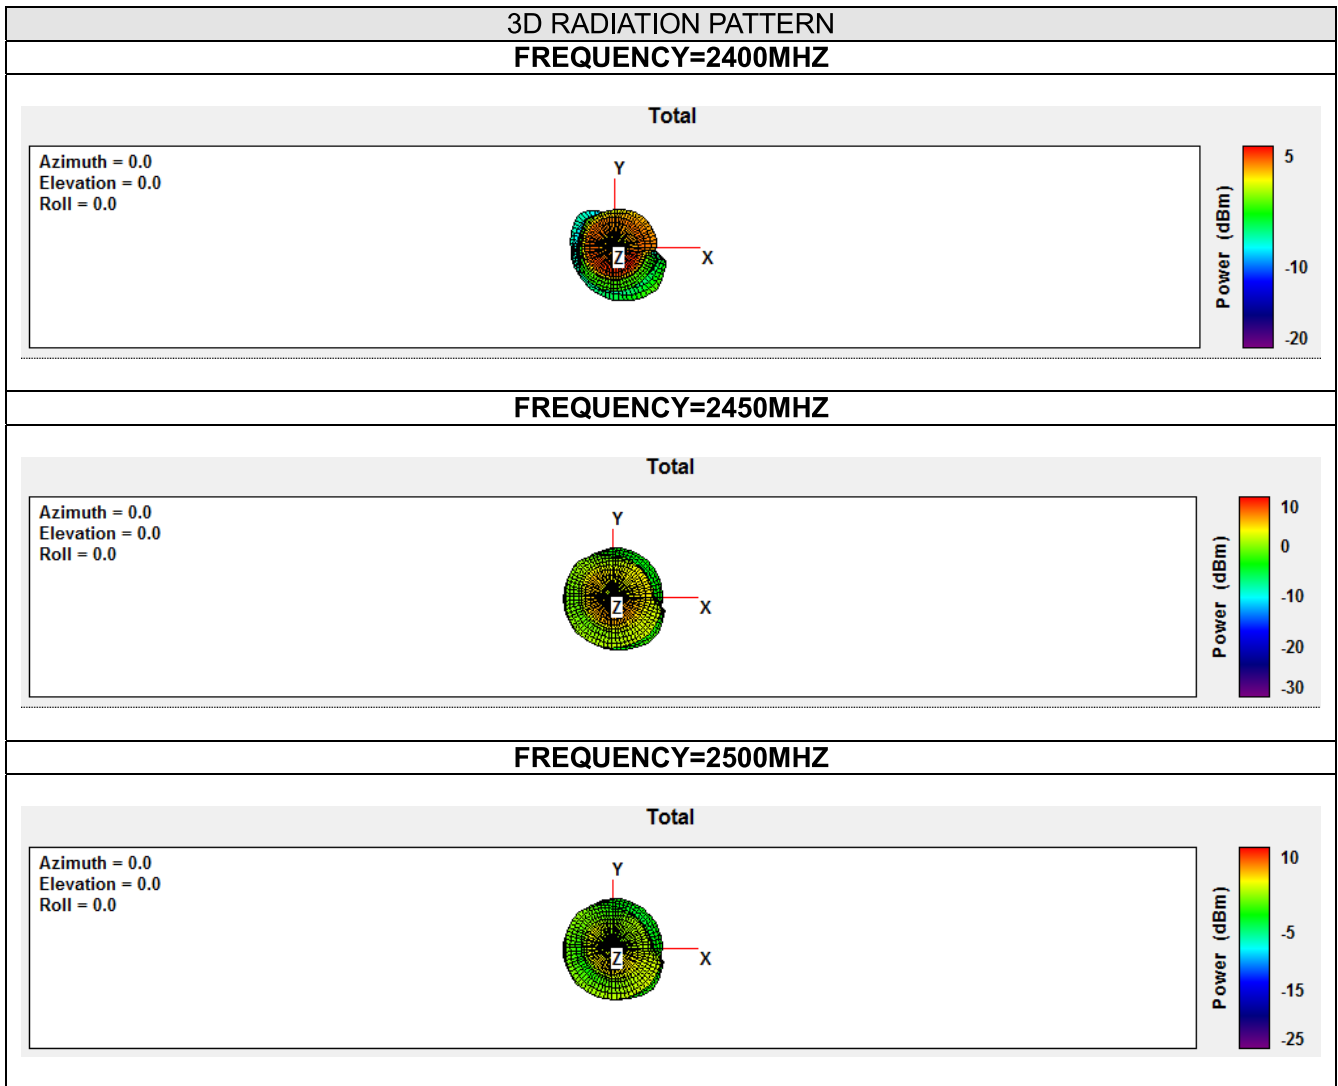 3D RADIATION PATTERN
FREQUENCY=2400MHZ
Total
Azimuth = 0.0
Elevation = 0.0
Roll = 0.0
Y
Z
X
Power (dBm)
5
-10
-20
FREQUENCY=2450MHZ
Total
Azimuth = 0.0
Elevation = 0.0
Roll = 0.0
Y
Z
X
Power (dBm)
10
0
-10
-20
-30
FREQUENCY=2500MHZ
Total
Azimuth = 0.0
Elevation = 0.0
Roll = 0.0
Y
Z
X
Power (dBm)
10
-5
-15
-25